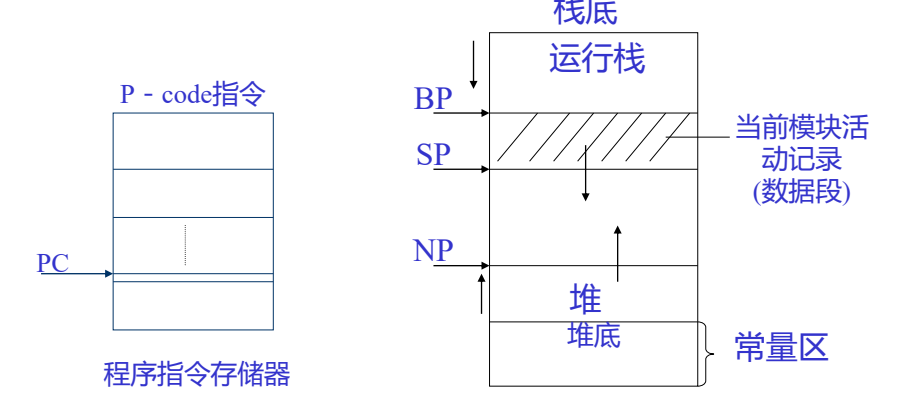 P - code指令
PC
程序指令存储器
栈底
运行栈
BP
SP
NP
当前模块活
动记录
(数据段)
堆
堆底
常量区